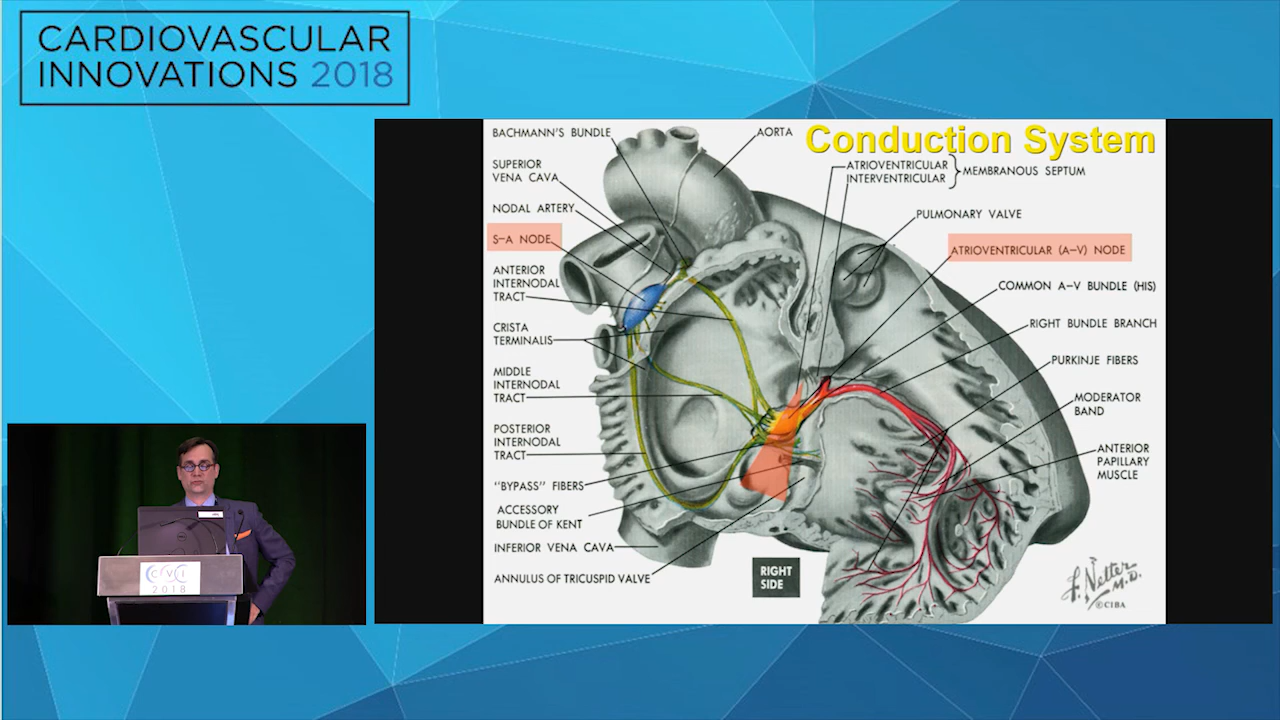 CARDIOVASCULAR
INNOVATIONS 2018
Conduction System
BACHMANN'S BUNDLE
SUPERIOR
VENA CAVA
NODAL ARTERY
S-A NODE
ANTERIOR
INTERNODAL
TRACT
CRISTA
TERMINALIS
MIDDLE
INTERNODAL
TRACT
POSTERIOR
INTERNODAL
TRACT
"BYPASS" FIBERS
ACCESSORY
BUNDLE OF KENT
INFERIOR VENA CAVA
ANNULUS OF TRICUSPID VALVE
AORTA
ATRIOVENTRICULAR
INTERVENTRICULAR
MEMBRANOUS SEPTUM
PULMONARY VALVE
ATRIOVENTRICULAR (A-V) NODE
COMMON A-V BUNDLE (HIS)
RIGHT BUNDLE BRANCH
PURKINJE FIBERS
MODERATOR
BAND
ANTERIOR
PAPILLARY
MUSCLE
RIGHT
SIDE
F. Netter
M.D.
©CIBA
CVI
2018